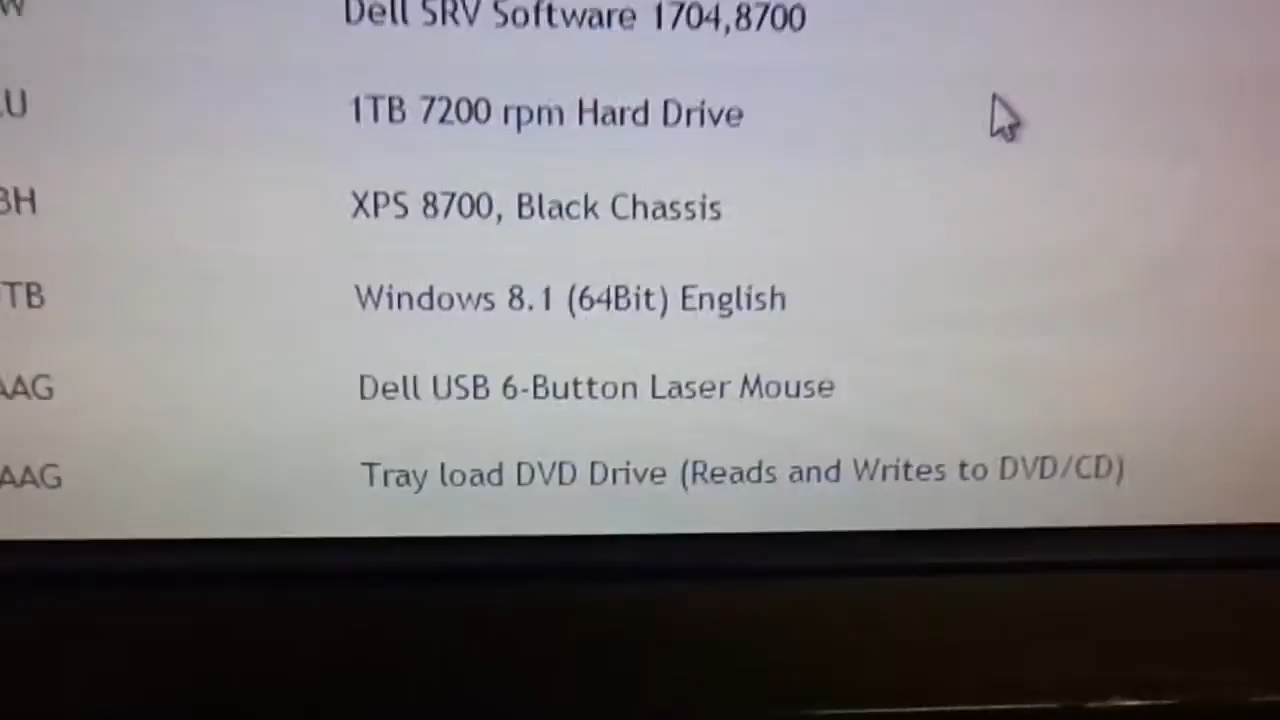 Dell SRV Software 1704,8700
U 1TB 7200 rpm Hard Drive
BH XPS 8700, Black Chassis
TB Windows 8.1 (64Bit) English
AAG Dell USB 6-Button Laser Mouse
AAG Tray load DVD Drive (Reads and Writes to DVD/CD)